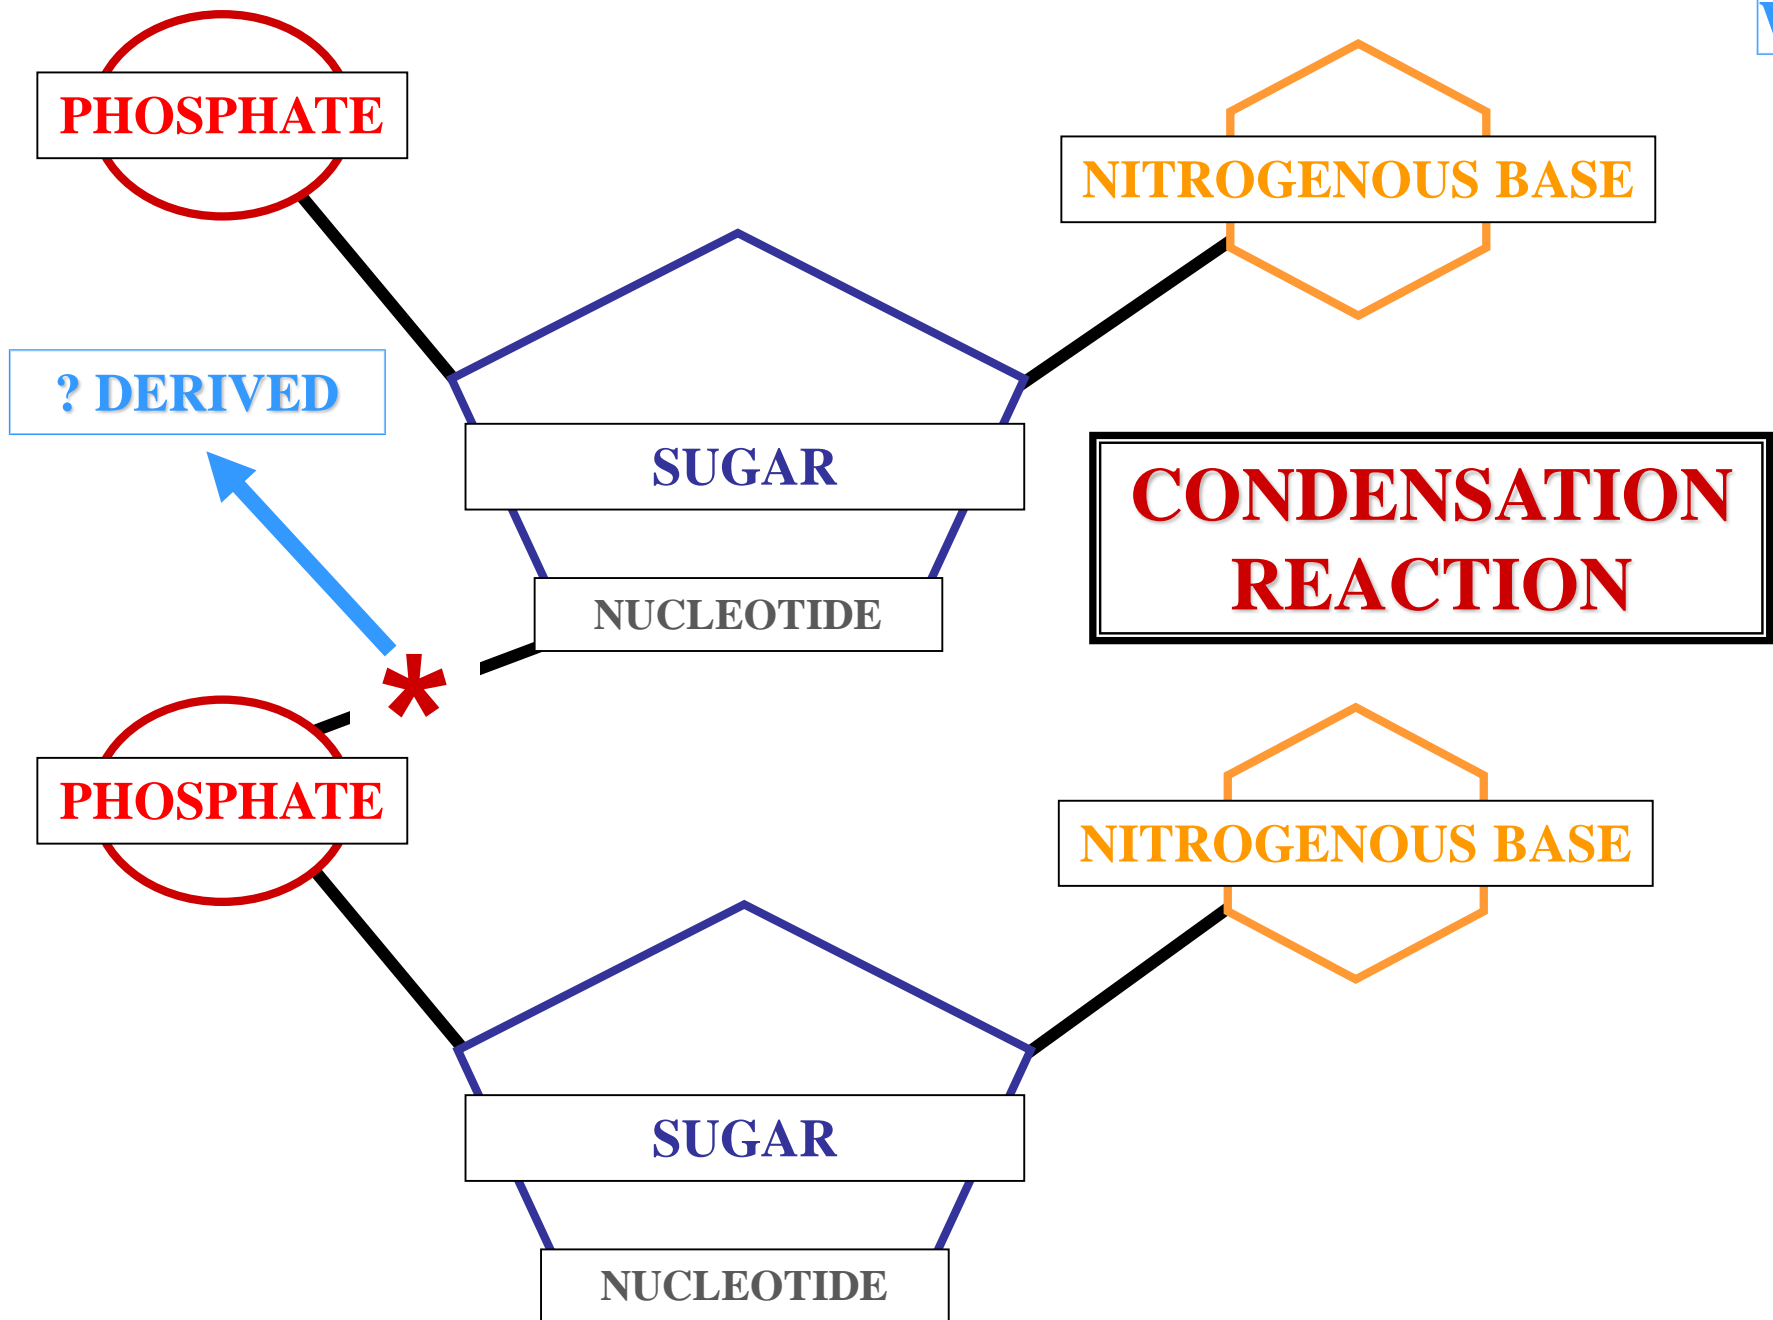 PHOSPHATE
NITROGENOUS BASE
? DERIVED
SUGAR
CONDENSATION
REACTION
NUCLEOTIDE
*
PHOSPHATE
NITROGENOUS BASE
SUGAR
NUCLEOTIDE